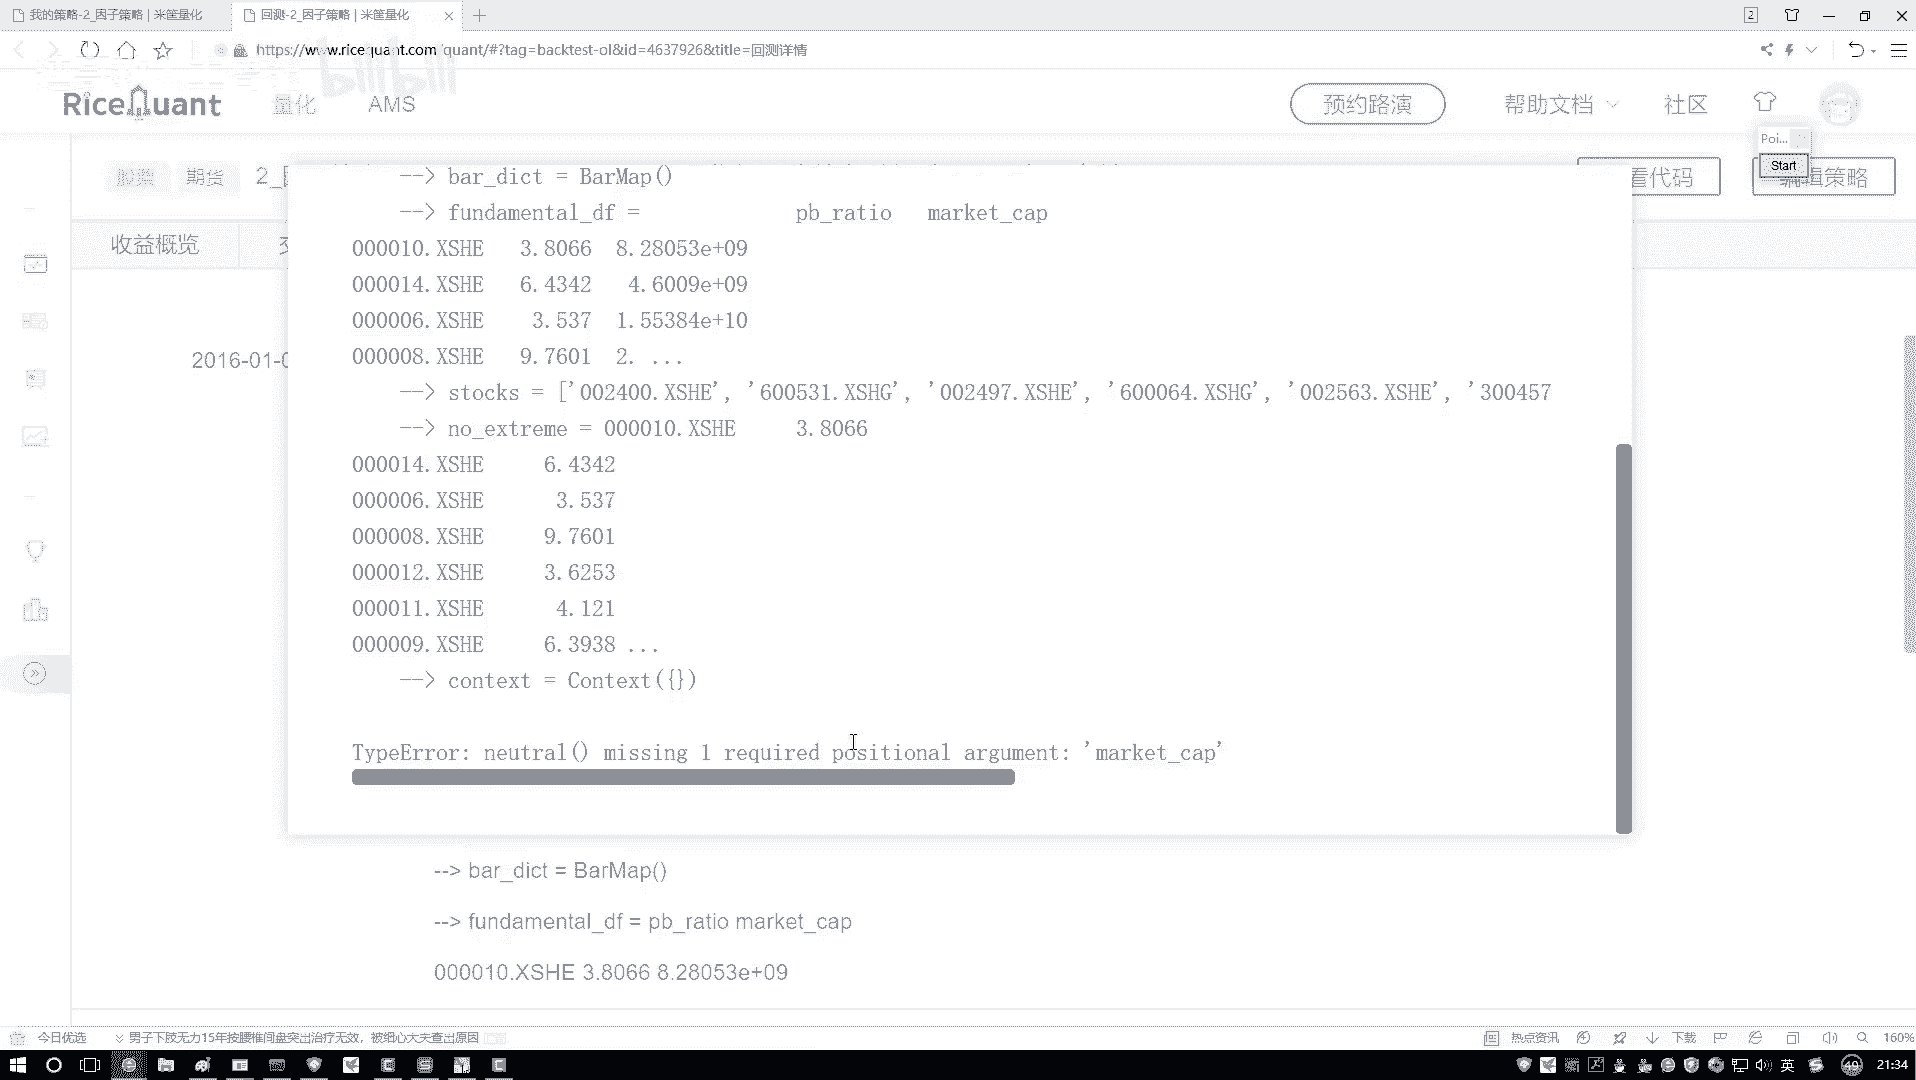 我的策略-2_因子策略 | 米筐量化
回测-2_因子策略 | 米筐量化
2
https://www.ricequant.com/quant/#?tag=backtest-ol&id=4637926&title=回测详情
bilibili
RiceQuant
量化
AMS
预约路演
帮助文档
社区
Poi...
Start
股票
期货
2_
看代码
编辑策略
收益概览
2016-01-0
--> bar_dict = BarMap()
--> fundamental_df = pb_ratio market_cap
000010.XSHE 3.8066 8.28053e+09
000014.XSHE 6.4342 4.6009e+09
000006.XSHE 3.537 1.55384e+10
000008.XSHE 9.7601 2. ...
--> stocks = ['002400.XSHE', '600531.XSHG', '002497.XSHE', '600064.XSHG', '002563.XSHE', '300457
--> no_extreme = 000010.XSHE 3.8066
000014.XSHE 6.4342
000006.XSHE 3.537
000008.XSHE 9.7601
000012.XSHE 3.6253
000011.XSHE 4.121
000009.XSHE 6.3938 ...
--> context = Context({})
TypeError: neutral() missing 1 required positional argument: 'market_cap'
--> bar_dict = BarMap()
--> fundamental_df = pb_ratio market_cap
000010.XSHE 3.8066 8.28053e+09
今日优选
男子下肢无力15年按腰椎间盘突出治疗无效，被细心大夫查出原因
热点资讯
下载
160%
英
49
21:34